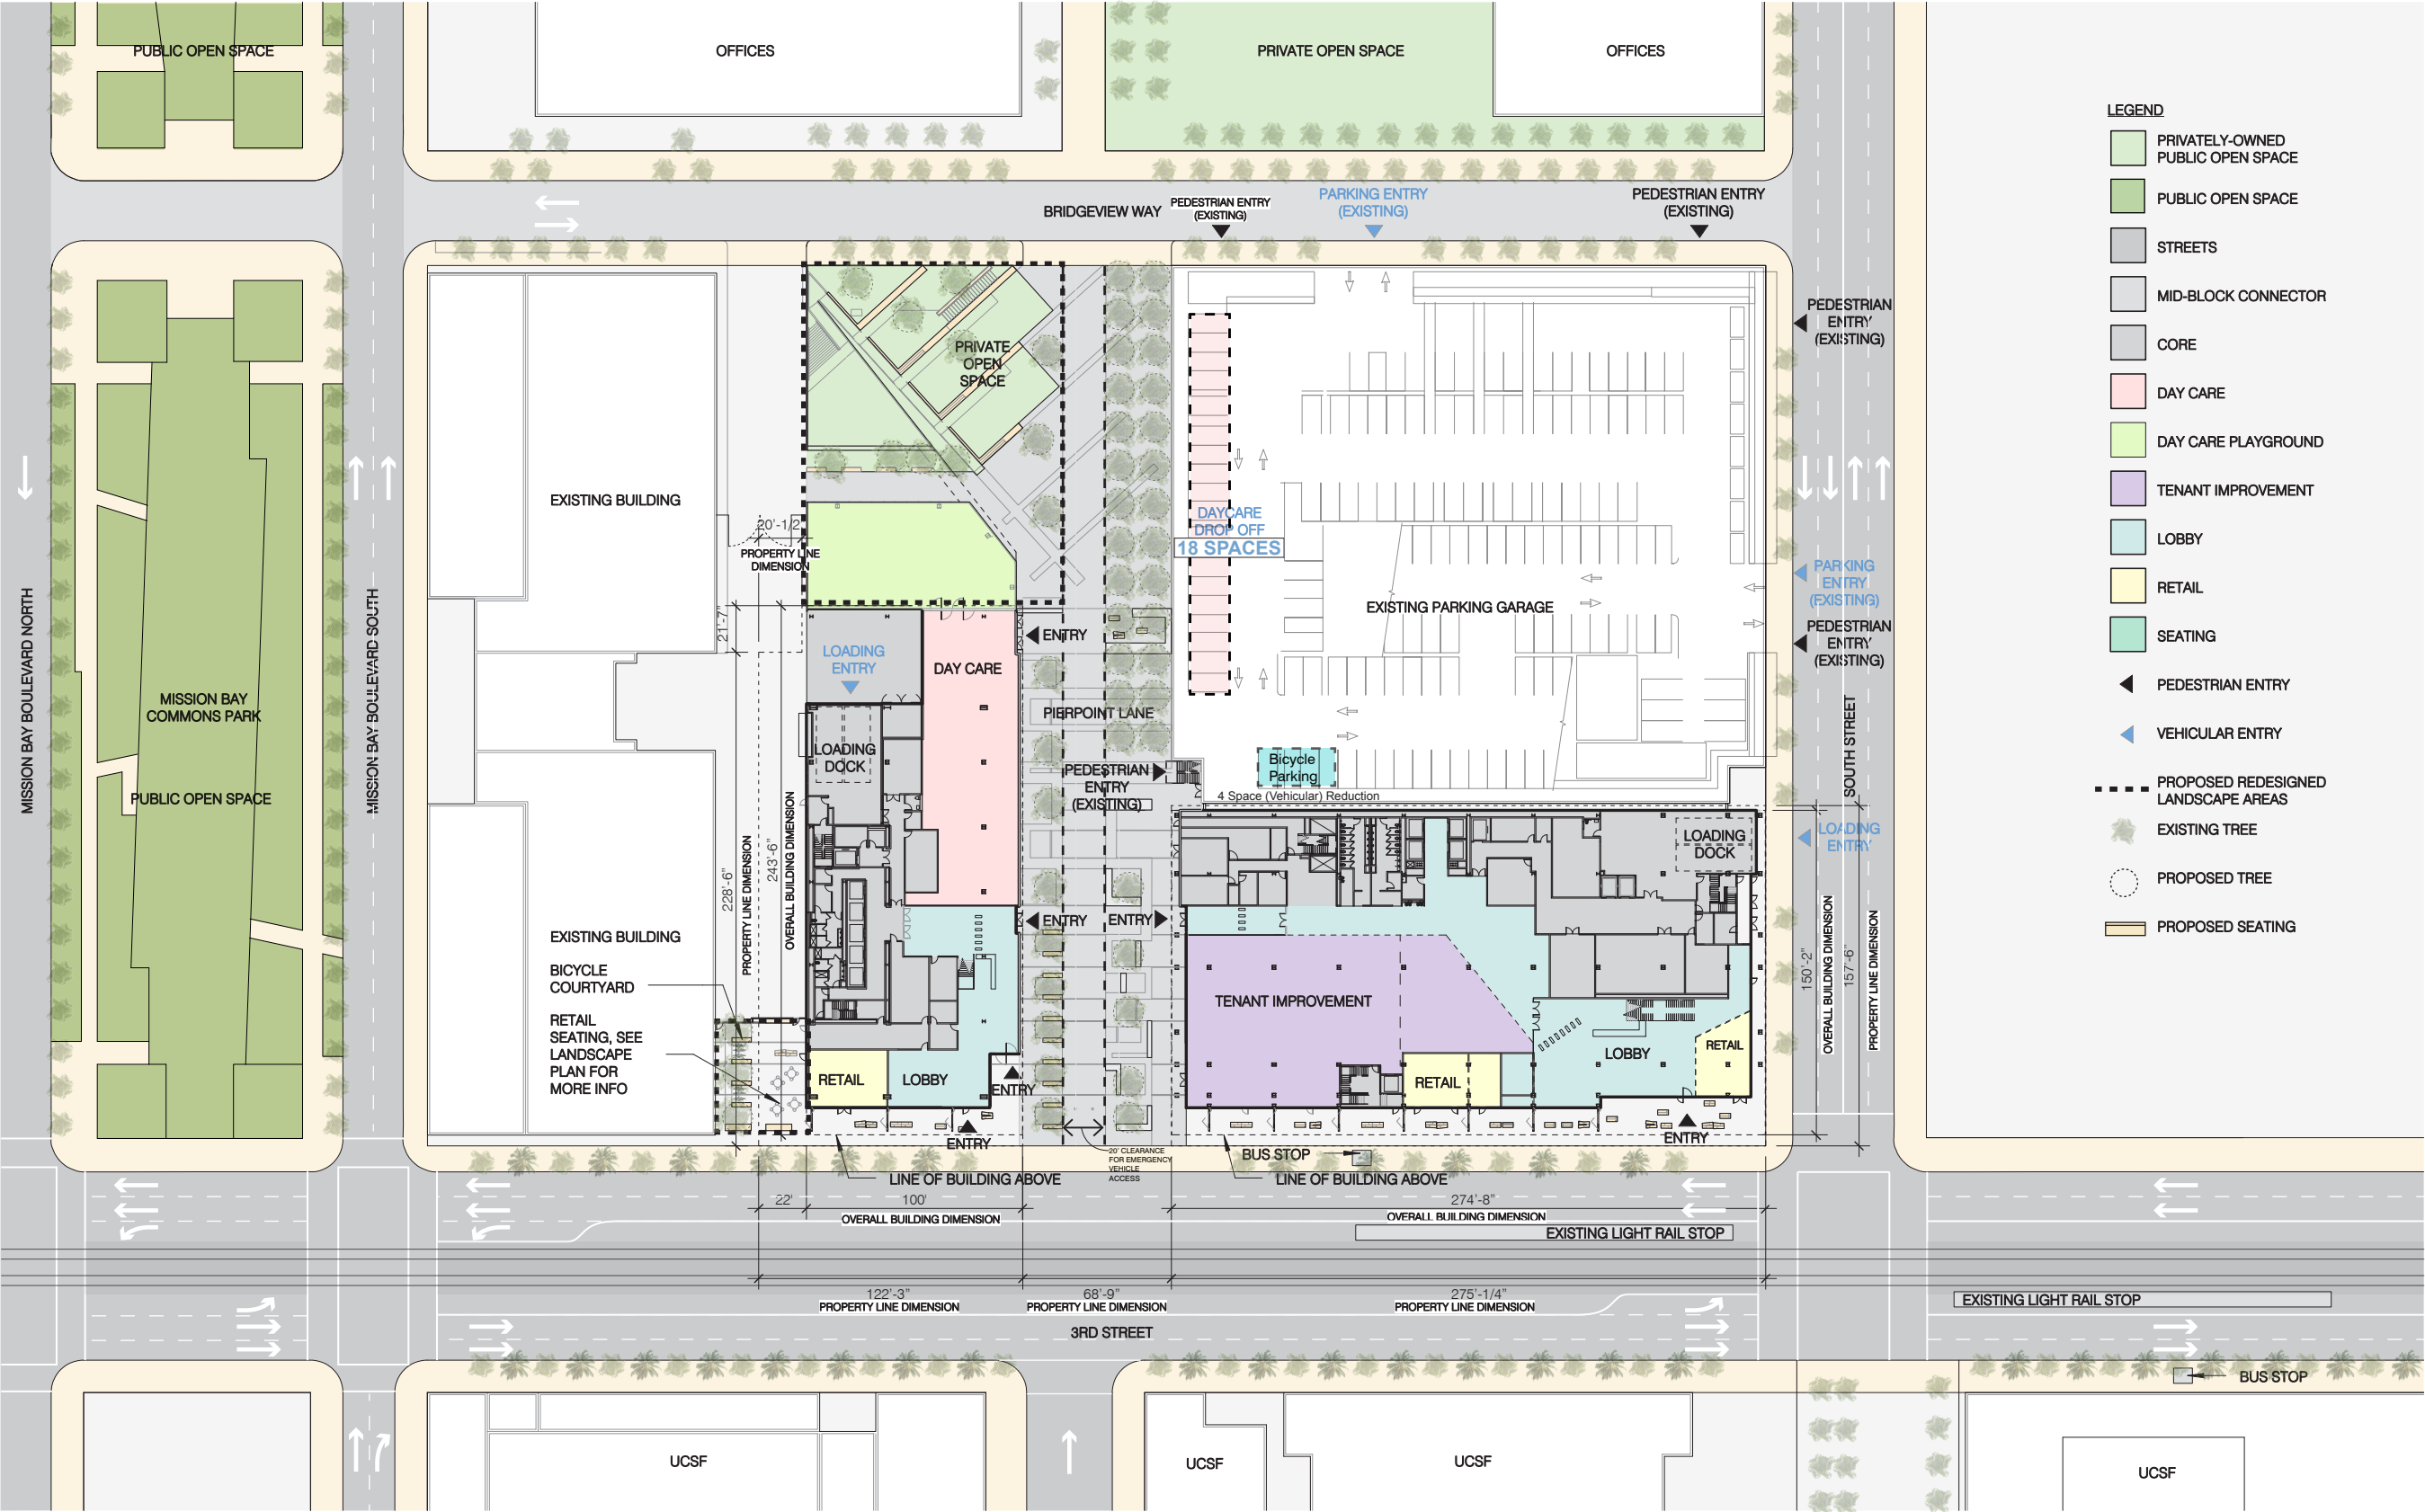 PUBLIC OPEN SPACE
OFFICES
PRIVATE OPEN SPACE
OFFICES
BRIDGEVIEW WAY
PEDESTRIAN ENTRY
(EXISTING)
PARKING ENTRY
(EXISTING)
PEDESTRIAN ENTRY
(EXISTING)
LEGEND
PRIVATELY-OWNED
PUBLIC OPEN SPACE
PUBLIC OPEN SPACE
STREETS
MID-BLOCK CONNECTOR
CORE
DAY CARE
DAY CARE PLAYGROUND
TENANT IMPROVEMENT
LOBBY
RETAIL
SEATING
PEDESTRIAN ENTRY
VEHICULAR ENTRY
PROPOSED REDESIGNED
LANDSCAPE AREAS
EXISTING TREE
PROPOSED TREE
PROPOSED SEATING
PEDESTRIAN
ENTRY
(EXISTING)
PRIVATE
OPEN
SPACE
EXISTING BUILDING
20'-1/2"
PROPERTY LINE
DIMENSION
DAYCARE
DROP OFF
18 SPACES
EXISTING PARKING GARAGE
PARKING
ENTRY
(EXISTING)
PEDESTRIAN
ENTRY
(EXISTING)
MISSION BAY BOULEVARD NORTH
MISSION BAY BOULEVARD SOUTH
MISSION BAY
COMMONS PARK
PUBLIC OPEN SPACE
21'-7"
LOADING
ENTRY
DAY CARE
ENTRY
PIERPOINT LANE
LOADING
DOCK
PEDESTRIAN
ENTRY
(EXISTING)
Bicycle
Parking
4 Space (Vehicular) Reduction
SOUTH STREET
LOADING
DOCK
LOADING
ENTRY
228'-6"
PROPERTY LINE DIMENSION
243'-6"
OVERALL BUILDING DIMENSION
ENTRY
ENTRY
EXISTING BUILDING
BICYCLE
COURTYARD
RETAIL
SEATING, SEE
LANDSCAPE
PLAN FOR
MORE INFO
TENANT IMPROVEMENT
150'-2"
OVERALL BUILDING DIMENSION
157'-6"
PROPERTY LINE DIMENSION
RETAIL
LOBBY
ENTRY
RETAIL
LOBBY
RETAIL
ENTRY
ENTRY
20' CLEARANCE
FOR EMERGENCY
VEHICLE
ACCESS
BUS STOP
LINE OF BUILDING ABOVE
LINE OF BUILDING ABOVE
22'
100'
OVERALL BUILDING DIMENSION
274'-8"
OVERALL BUILDING DIMENSION
EXISTING LIGHT RAIL STOP
122'-3"
PROPERTY LINE DIMENSION
68'-9"
PROPERTY LINE DIMENSION
275'-1/4"
PROPERTY LINE DIMENSION
EXISTING LIGHT RAIL STOP
3RD STREET
BUS STOP
UCSF
UCSF
UCSF
UCSF